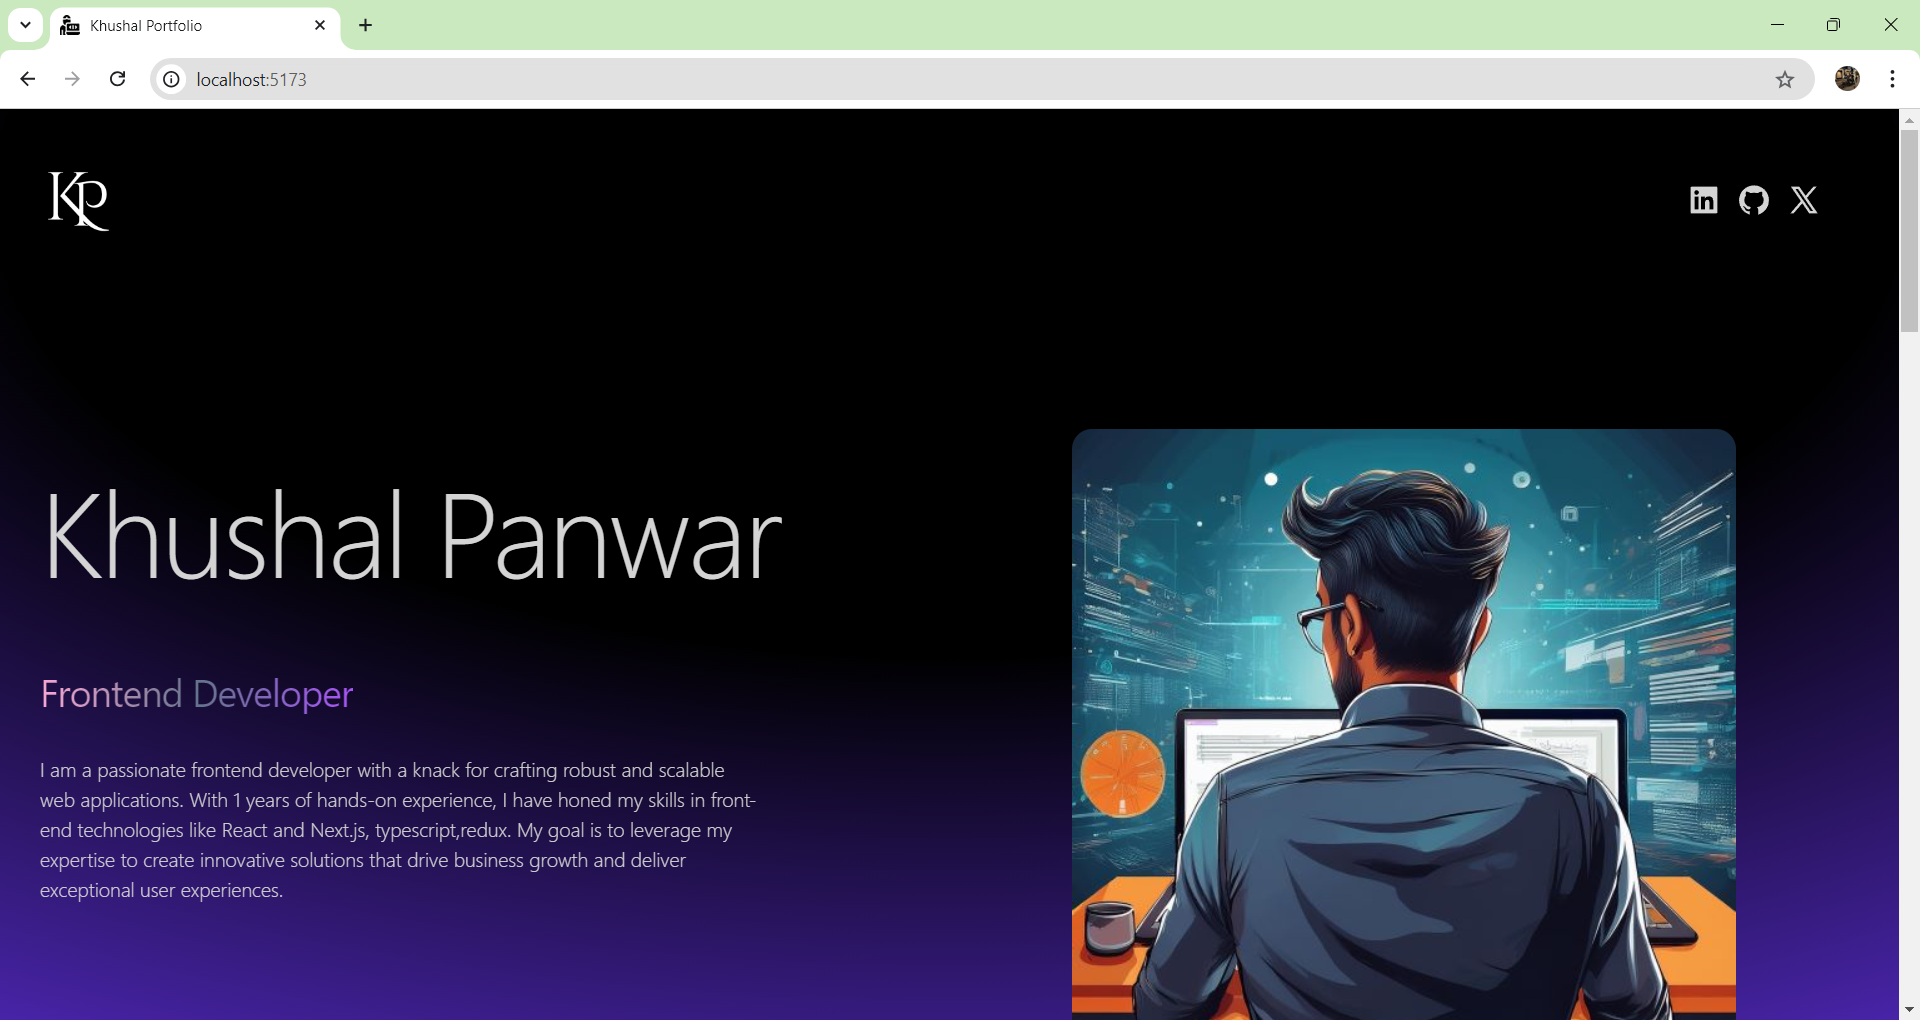 Khushal Portfolio
localhost:5173
KP
in
Khushal Panwar
Frontend Developer
I am a passionate frontend developer with a knack for crafting robust and scalable
web applications. With 1 years of hands-on experience, I have honed my skills in front-
end technologies like React and Next.js, typescript,redux. My goal is to leverage my
expertise to create innovative solutions that drive business growth and deliver
exceptional user experiences.